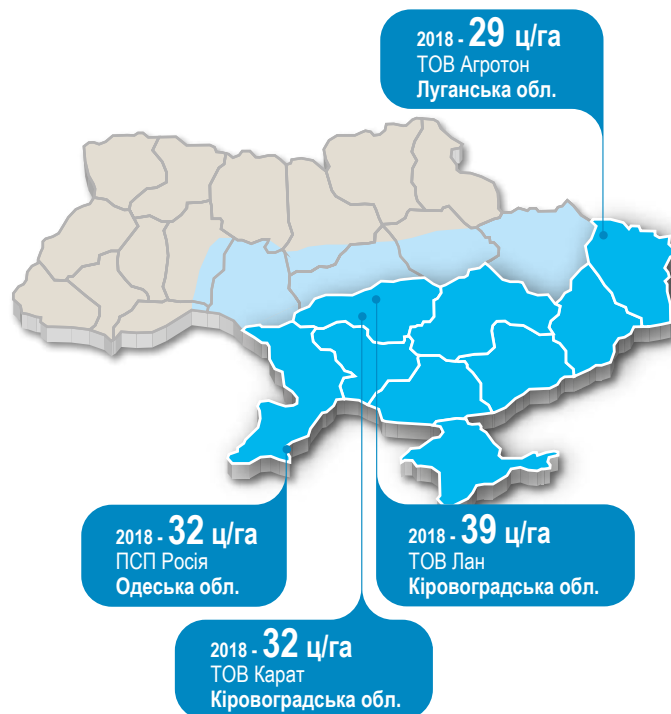 2018 - 29 ц/га
ТОВ Агротон
Луганська обл.
2018 - 32 ц/га
ПСП Росія
Одеська обл.
2018 - 39 ц/га
ТОВ Лан
Кіровоградська обл.
2018 - 32 ц/га
ТОВ Карат
Кіровоградська обл.